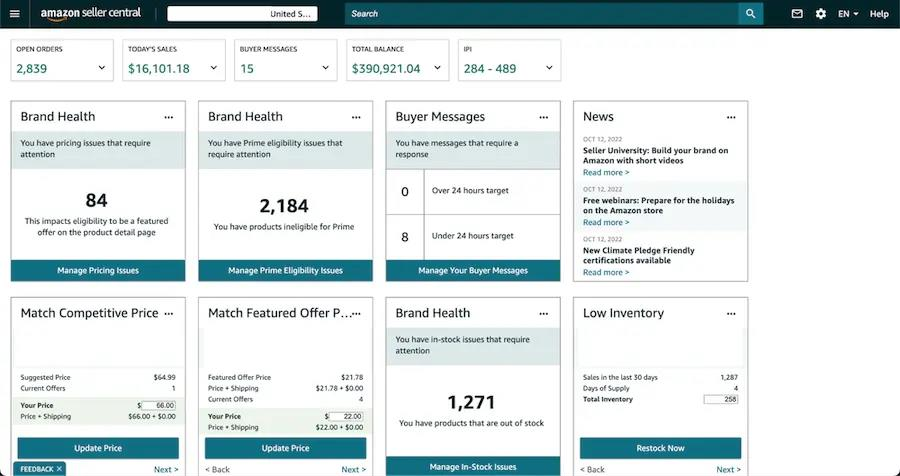 amazon seller central
United S...
Search
EN
Help
OPEN ORDERS
2,839
TODAY'S SALES
$16,101.18
BUYER MESSAGES
15
TOTAL BALANCE
$390,921.04
IPI
284 - 489
Brand Health
...
You have pricing issues that require
attention
84
This impacts eligibility to be a featured
offer on the product detail page
Manage Pricing Issues
Brand Health
...
You have Prime eligibility issues that
require attention
2,184
You have products ineligible for Prime
Manage Prime Eligibility Issues
Buyer Messages
...
You have messages that require a
response
0 Over 24 hours target
8 Under 24 hours target
Manage Your Buyer Messages
News
...
OCT 12, 2022
Seller University: Build your brand on
Amazon with short videos
Read more >
OCT 12, 2022
Free webinars: Prepare for the holidays
on the Amazon store
Read more >
OCT 12, 2022
New Climate Pledge Friendly
certifications available
Read more >
Match Competitive Price ...
Suggested Price $64.99
Current Offers 1
Your Price $ 66.00
Price + Shipping $66.00 + $0.00
Update Price
FEEDBACK X
Next >
Match Featured Offer P... ...
Featured Offer Price $21.78
Price + Shipping $21.78 + $0.00
Current Offers 4
Your Price $ 22.00
Price + Shipping $22.00 + $0.00
Update Price
< Back Next >
Brand Health
...
You have in-stock issues that require
attention
1,271
You have products that are out of stock
Manage In-Stock Issues
Low Inventory
...
Sales in the last 30 days 1,287
Days of Supply 4
Total Inventory 258
Restock Now
< Back Next >